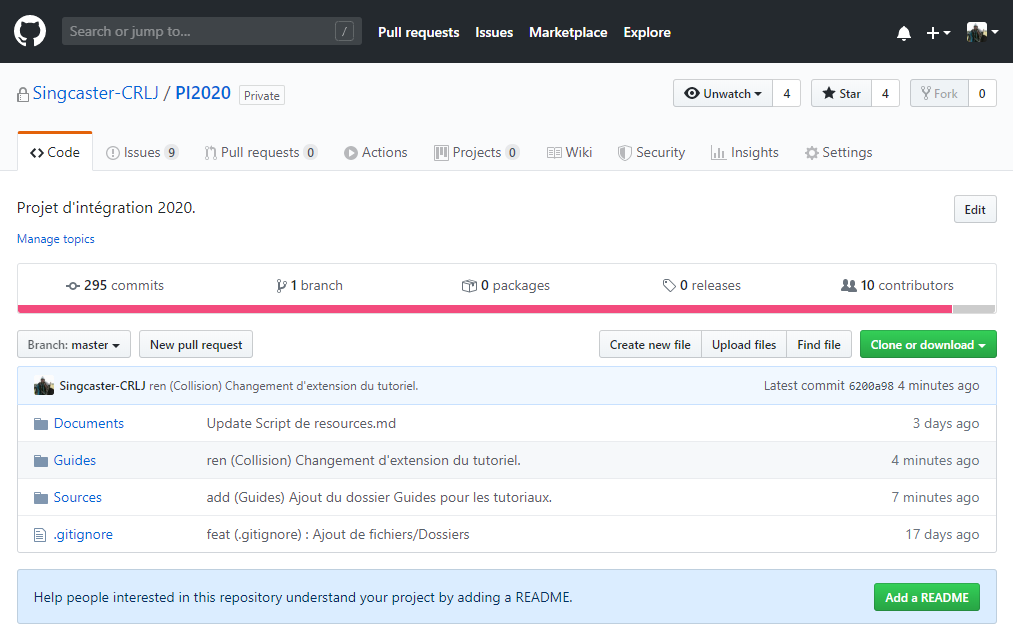 Search or jump to... /
Pull requests Issues Marketplace Explore
Singcaster-CRLJ / PI2020 Private
Unwatch 4 Star 4 Fork 0
Code Issues 9 Pull requests 0 Actions Projects 0 Wiki Security Insights Settings
Projet d'intégration 2020.
Edit
Manage topics
295 commits 1 branch 0 packages 0 releases 10 contributors
Branch: master New pull request Create new file Upload files Find file Clone or download
Singcaster-CRLJ ren (Collision) Changement d'extension du tutoriel. Latest commit 6200a98 4 minutes ago
Documents Update Script de resources.md 3 days ago
Guides ren (Collision) Changement d'extension du tutoriel. 4 minutes ago
Sources add (Guides) Ajout du dossier Guides pour les tutoriaux. 7 minutes ago
.gitignore feat (.gitignore) : Ajout de fichiers/Dossiers 17 days ago
Help people interested in this repository understand your project by adding a README. Add a README